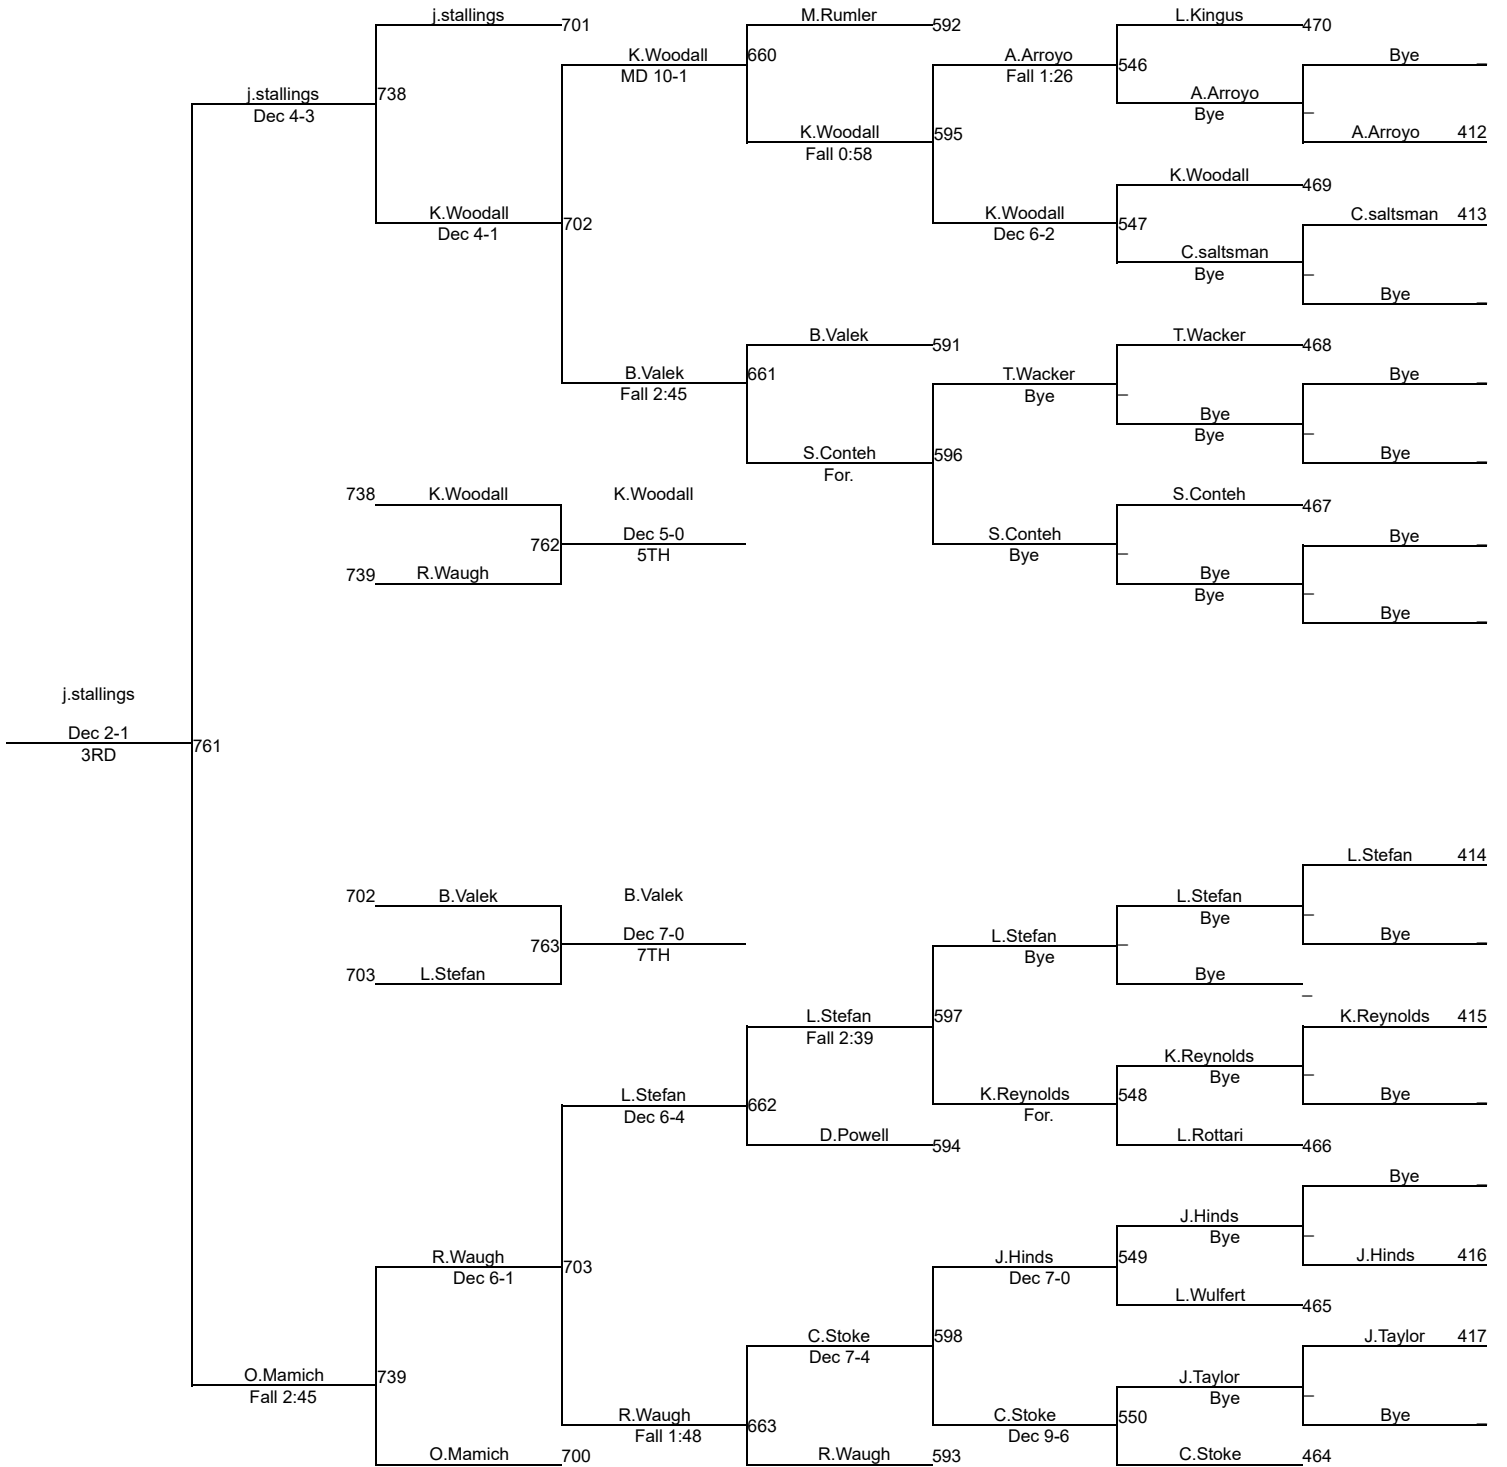 j.stallings 701 M.Rumler 592 L.Kingus 470
K.Woodall 660 A.Arroyo Bye
MD 10-1 Fall 1:26 546
j.stallings 738 A.Arroyo
Dec 4-3 Bye
K.Woodall 595 A.Arroyo 412
Fall 0:58
K.Woodall 469
K.Woodall 702 K.Woodall 547 C.saltsman 413
Dec 4-1 Dec 6-2
C.saltsman
Bye
Bye
B.Valek 591 T.Wacker 468
B.Valek 661 T.Wacker Bye
Fall 2:45 Bye
Bye
Bye
S.Conteh 596 Bye
For.
738 K.Woodall K.Woodall S.Conteh 467
762 Dec 5-0 S.Conteh Bye
5TH Bye
739 R.Waugh Bye
Bye
Bye
j.stallings
Dec 2-1 761
3RD
L.Stefan 414
702 B.Valek B.Valek L.Stefan
Bye
763 Dec 7-0 L.Stefan Bye
7TH Bye
703 L.Stefan Bye
L.Stefan 597 K.Reynolds 415
Fall 2:39
K.Reynolds
Bye
L.Stefan 662 K.Reynolds 548 Bye
Dec 6-4 For.
D.Powell 594 L.Rottari 466
Bye
J.Hinds
Bye
R.Waugh 703 J.Hinds 549 J.Hinds 416
Dec 6-1 Dec 7-0
L.Wulfert 465
C.Stoke 598 J.Taylor 417
Dec 7-4
O.Mamich 739 J.Taylor
Fall 2:45 Bye
R.Waugh 663 C.Stoke 550 Bye
Fall 1:48 Dec 9-6
O.Mamich 700 R.Waugh 593 C.Stoke 464